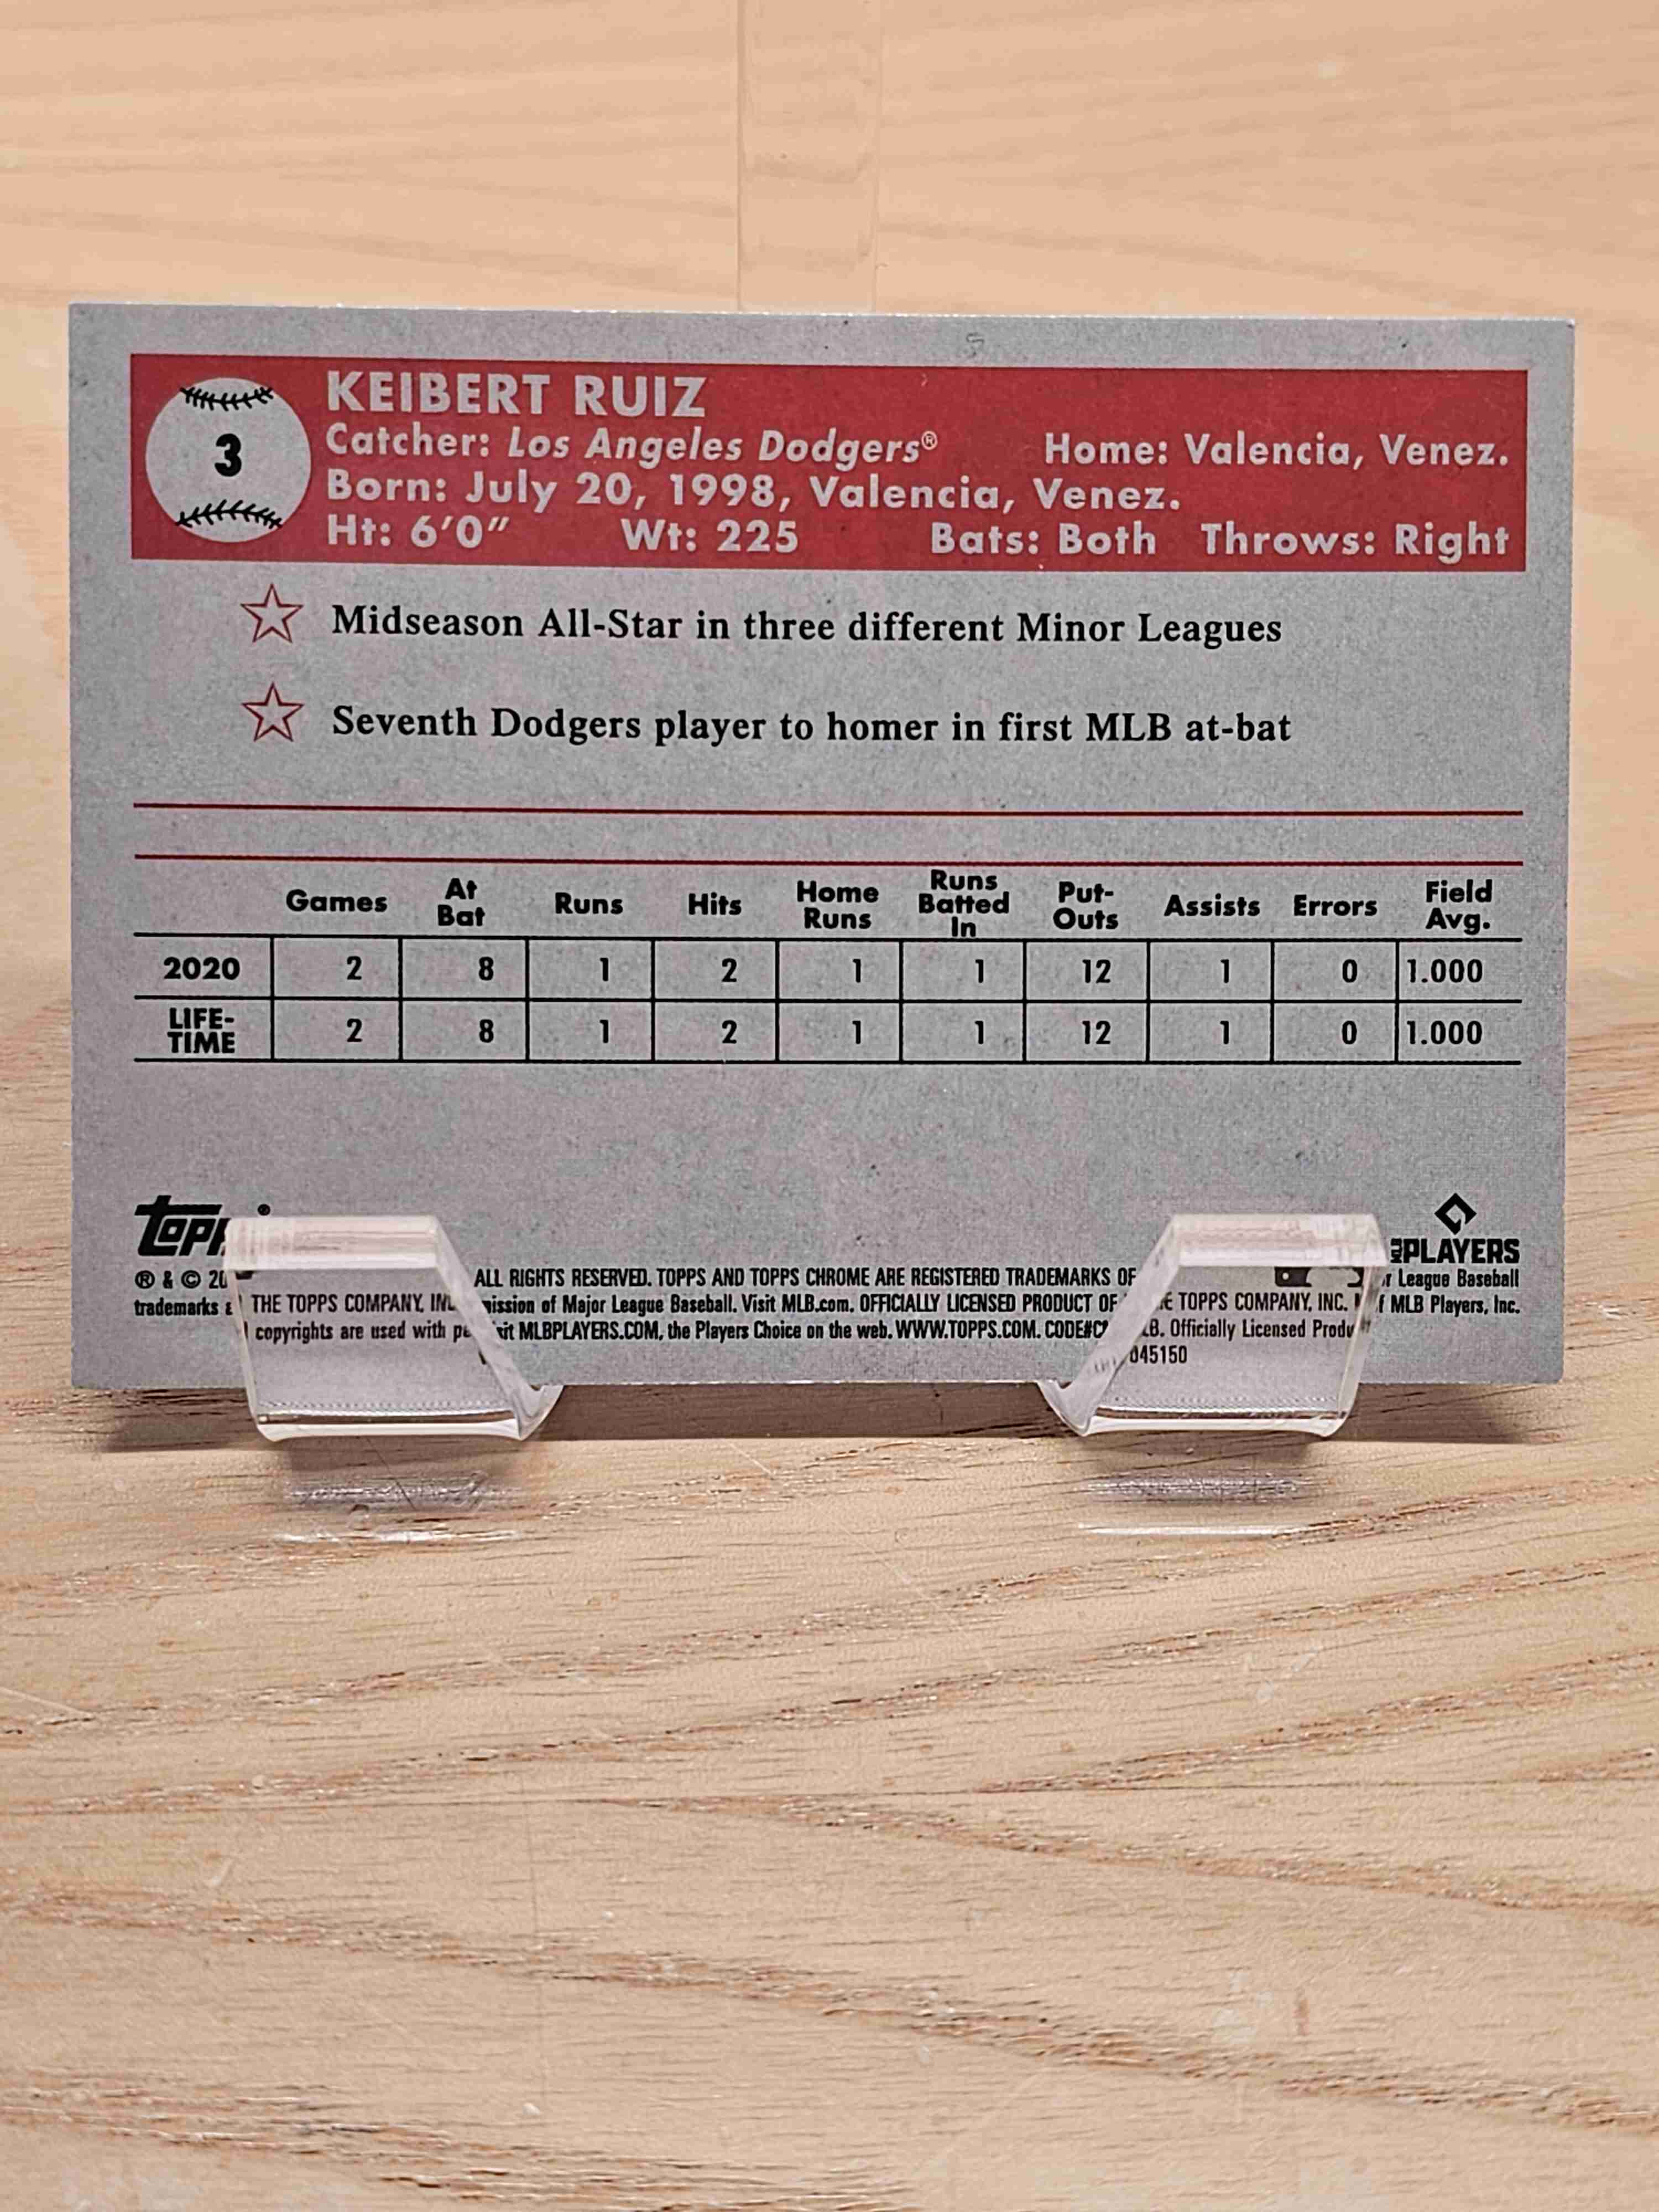 3
KEIBERT RUIZ
Catcher: Los Angeles Dodgers® Home: Valencia, Venez.
Born: July 20, 1998, Valencia, Venez.
Ht: 6'0" Wt: 225 Bats: Both Throws: Right
Midseason All-Star in three different Minor Leagues
Seventh Dodgers player to homer in first MLB at-bat
Games At Bat Runs Hits Home Runs Runs Batted In Put-Outs Assists Errors Field Avg.
2020 2 8 1 2 1 1 12 1 0 1.000
LIFE-TIME 2 8 1 2 1 1 12 1 0 1.000
PLAYERS
® & © ALL RIGHTS RESERVED. TOPPS AND TOPPS CHROME ARE REGISTERED TRADEMARKS OF League Baseball
trademarks THE TOPPS COMPANY, of Major League Baseball. Visit MLB.com. OFFICIALLY LICENSED PRODUCT OF TOPPS COMPANY, INC. MLB Players, Inc.
copyrights are used with MLBPLAYERS.COM, the Players Choice on the web. WWW.TOPPS.COM. Officially Licensed
045150